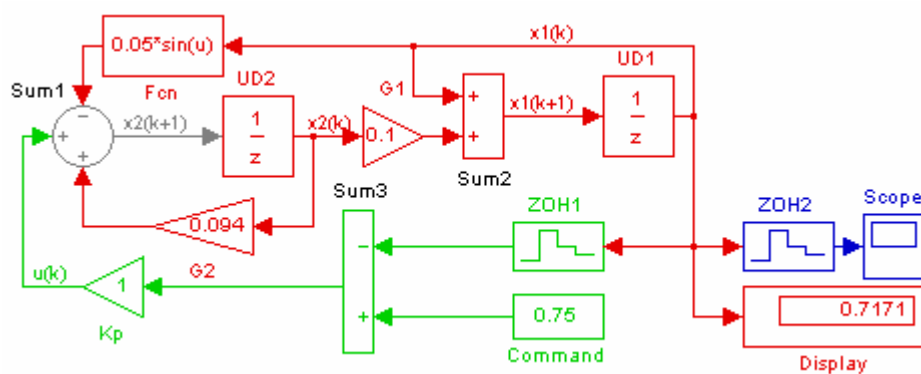 x1(k)
0.05*sin(u)
Fcn
UD2
G1
UD1
Sum1
−
+
+
x2(k+1)
1
z
x2(k)
0.1
+
+
x1(k+1)
1
z
Sum2
0.094
G2
Sum3
−
+
ZOH1
ZOH2
Scope
u(k)
1
Kp
0.75
Command
0.7171
Display